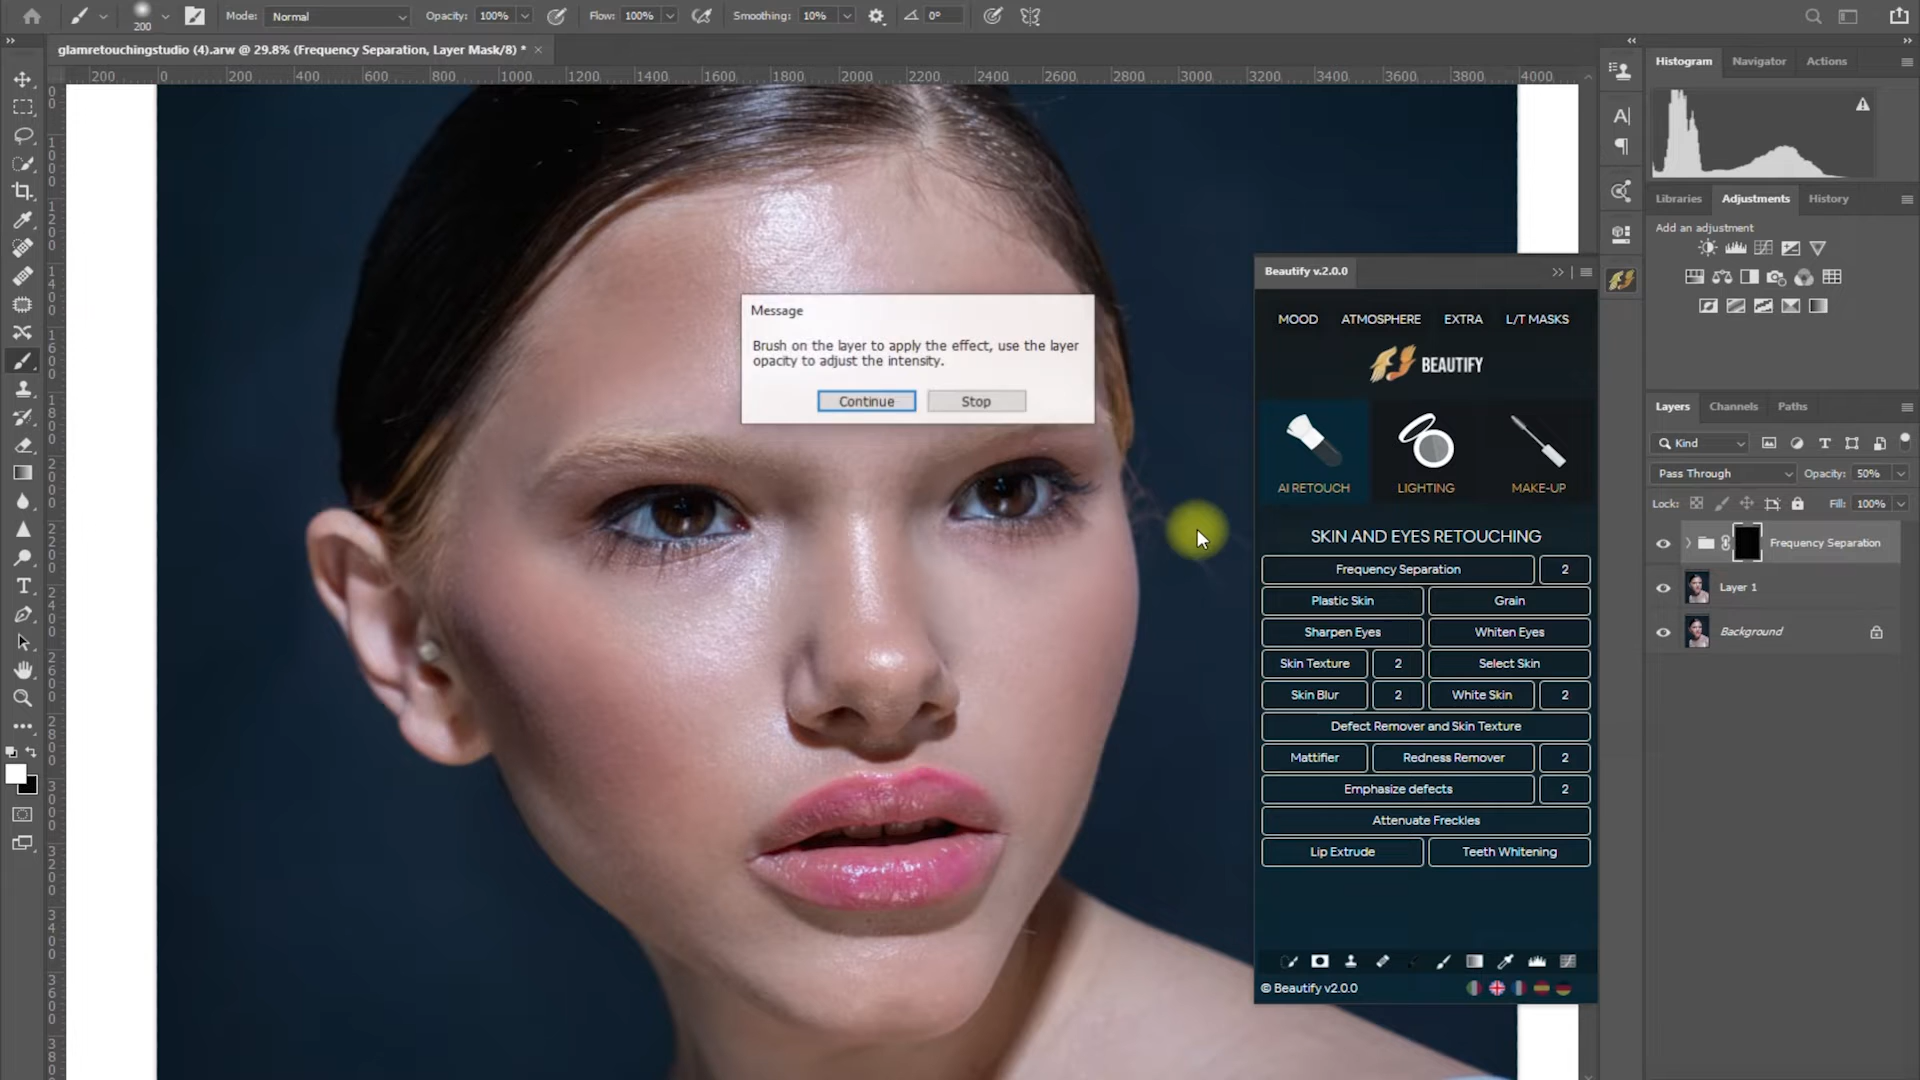 200
Mode: Normal
Opacity: 100%
Flow: 100%
Smoothing: 10%
0°
glamretouchingstudio (4).arw @ 29.8% (Frequency Separation, Layer Mask/8) *
200 0 200 400 600 800 1000 1200 1400 1600 1800 2000 2200 2400 2600 2800 3000 3200 3400 3600 3800 4000
Histogram Navigator Actions
Libraries Adjustments History
Add an adjustment
Message
Brush on the layer to apply the effect, use the layer
opacity to adjust the intensity.
Continue Stop
Beautify v.2.0.0
MOOD ATMOSPHERE EXTRA L/T MASKS
BEAUTIFY
AI RETOUCH LIGHTING MAKE-UP
SKIN AND EYES RETOUCHING
Frequency Separation 2
Plastic Skin Grain
Sharpen Eyes Whiten Eyes
Skin Texture 2 Select Skin
Skin Blur 2 White Skin 2
Defect Remover and Skin Texture
Mattifier Redness Remover 2
Emphasize defects 2
Attenuate Freckles
Lip Extrude Teeth Whitening
© Beautify v2.0.0
Layers Channels Paths
Kind
Pass Through Opacity: 50%
Lock: Fill: 100%
Frequency Separation
Layer 1
Background